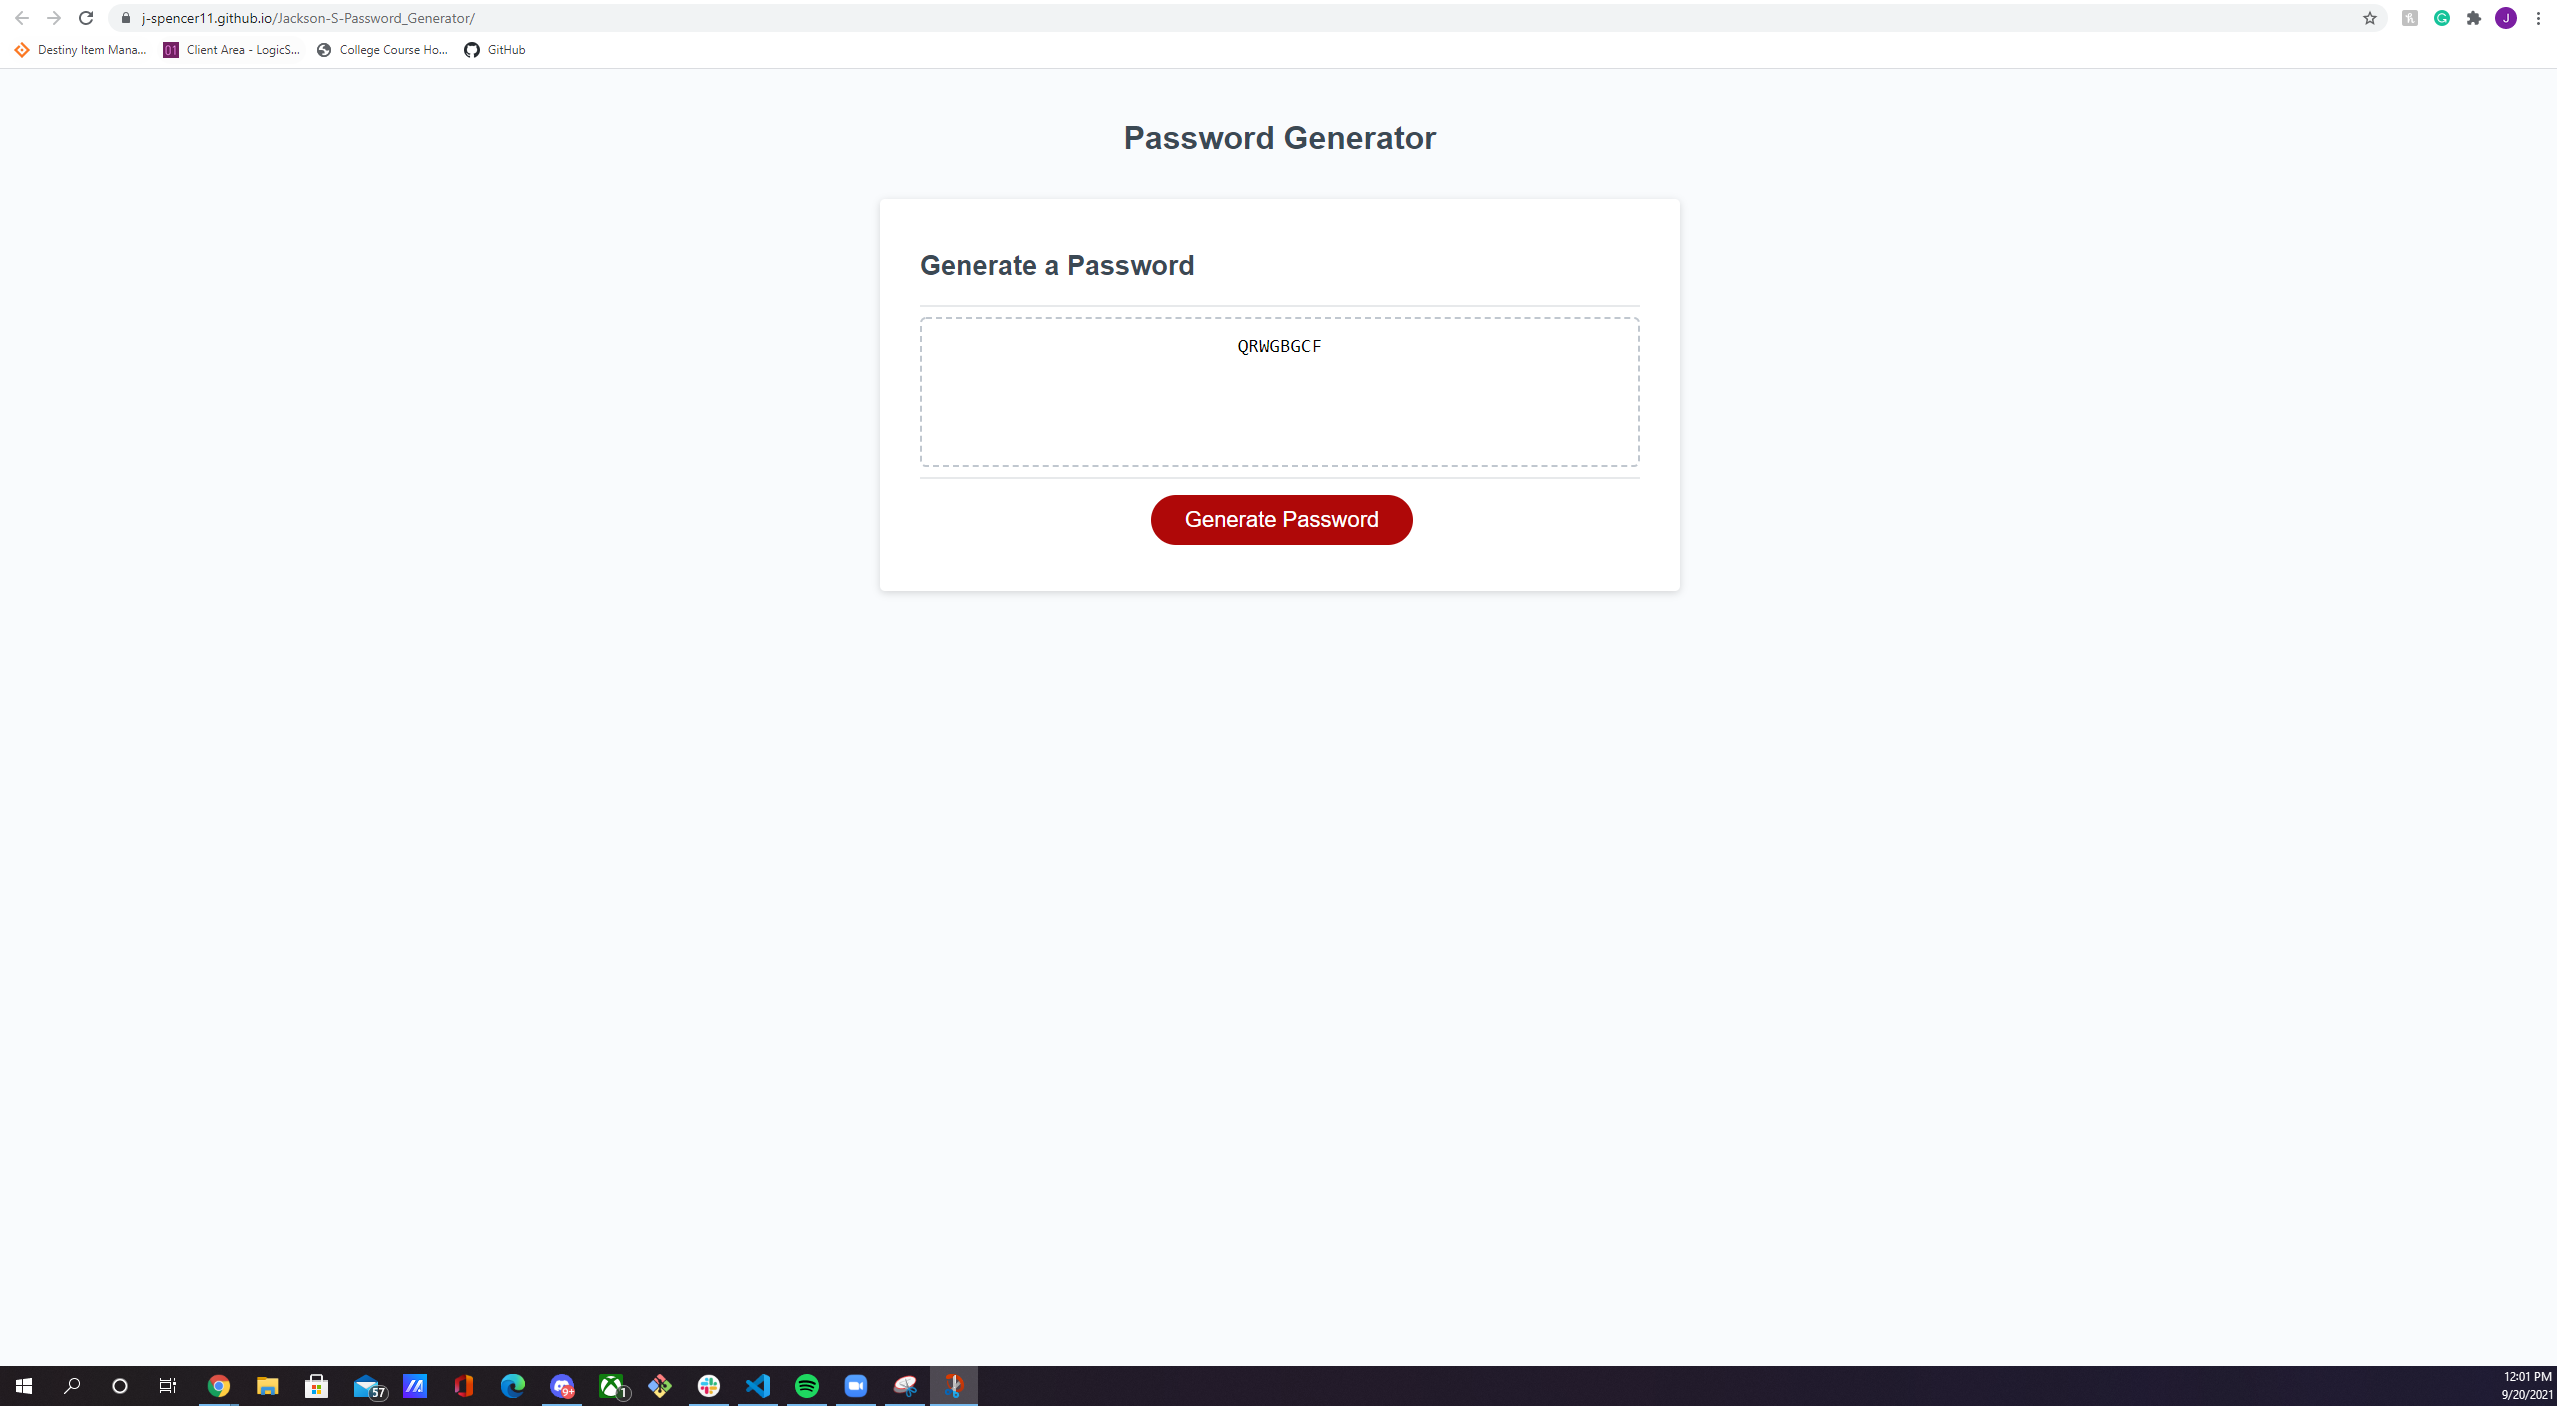 j-spencer11.github.io/Jackson-S-Password_Generator/
J
Destiny Item Mana...
01
Client Area - LogicS...
College Course Ho...
GitHub
Password Generator
Generate a Password
QRWGBGCF
Generate Password
57
9+
1
12:01 PM
9/20/2021